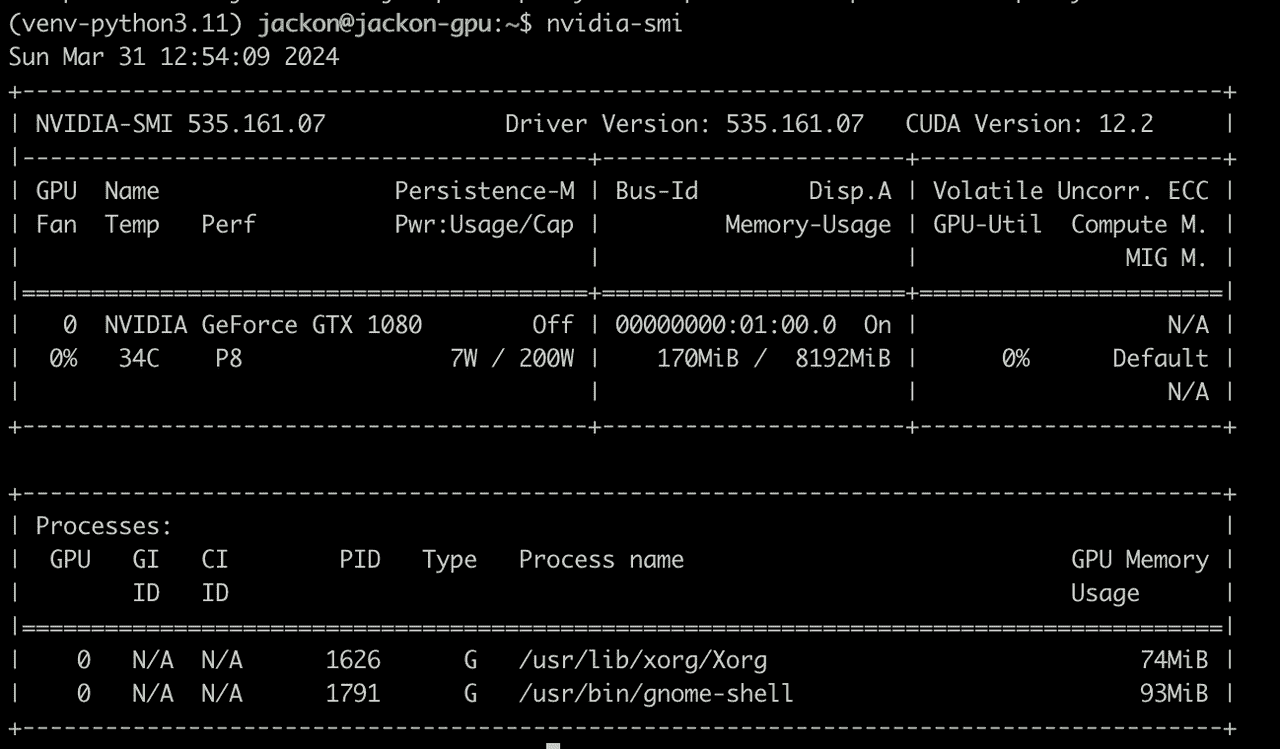 (venv-python3.11) jackon@jackon-gpu:~$ nvidia-smi
Sun Mar 31 12:54:09 2024
+---------------------------------------------------------------------------------------+
| NVIDIA-SMI 535.161.07             Driver Version: 535.161.07   CUDA Version: 12.2     |
|-----------------------------------------+----------------------+----------------------+
| GPU  Name                 Persistence-M | Bus-Id        Disp.A | Volatile Uncorr. ECC |
| Fan  Temp   Perf          Pwr:Usage/Cap |         Memory-Usage | GPU-Util  Compute M. |
|                                         |                      |               MIG M. |
|=========================================+======================+======================|
|   0  NVIDIA GeForce GTX 1080        Off | 00000000:01:00.0  On |                  N/A |
|  0%   34C    P8               7W / 200W |    170MiB /  8192MiB |      0%      Default |
|                                         |                      |                  N/A |
+-----------------------------------------+----------------------+----------------------+

+---------------------------------------------------------------------------------------+
| Processes:                                                                            |
|  GPU   GI   CI        PID   Type   Process name                            GPU Memory |
|        ID   ID                                                             Usage      |
|=======================================================================================|
|    0   N/A  N/A      1626      G   /usr/lib/xorg/Xorg                           74MiB |
|    0   N/A  N/A      1791      G   /usr/bin/gnome-shell                         93MiB |
+---------------------------------------------------------------------------------------+